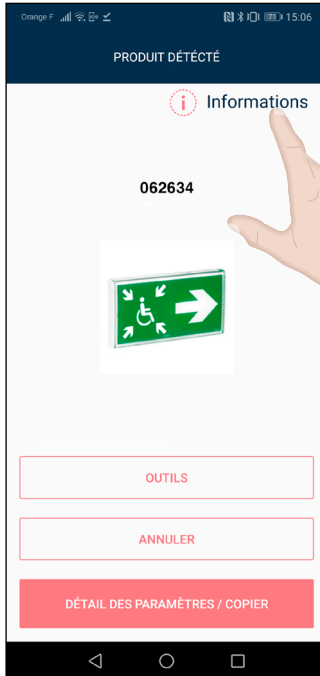 Orange F 15:06
PRODUIT DÉTÉCTÉ
i Informations
062634
OUTILS
ANNULER
DÉTAIL DES PARAMÈTRES / COPIER